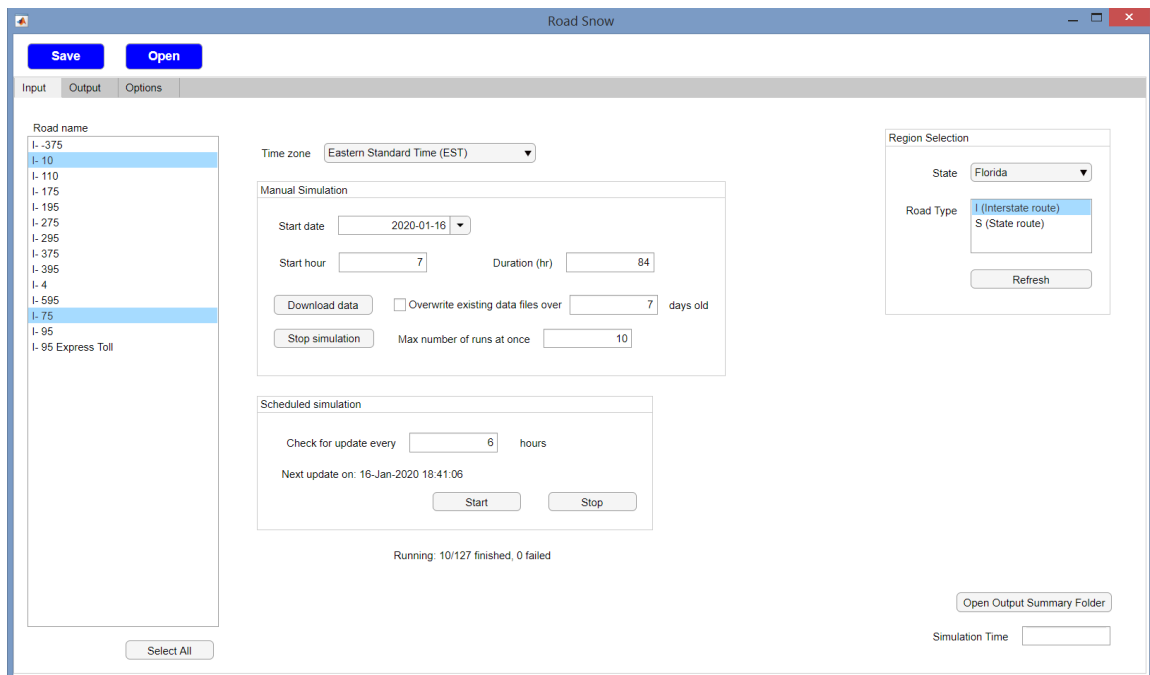 Road Snow
Save Open
Input Output Options
Road name
I- -375
I- 10
I- 110
I- 175
I- 195
I- 275
I- 295
I- 375
I- 395
I- 4
I- 595
I- 75
I- 95
I- 95 Express Toll
Select All
Time zone Eastern Standard Time (EST)
Manual Simulation
Start date 2020-01-16
Start hour 7 Duration (hr) 84
Download data Overwrite existing data files over 7 days old
Stop simulation Max number of runs at once 10
Scheduled simulation
Check for update every 6 hours
Next update on: 16-Jan-2020 18:41:06
Start Stop
Running: 10/127 finished, 0 failed
Region Selection
State Florida
Road Type I (Interstate route)
S (State route)
Refresh
Open Output Summary Folder
Simulation Time